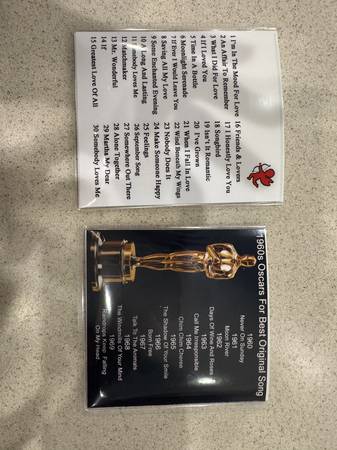 1 I'm In The Mood For Love
2 An Affair To Remember
3 What I Did For Love
4 If I Loved You
5 Time In A Bottle
6 Moonlight Serenade
7 If Ever I Would Leave You
8 Saving All My Love
9 Some Enchanted Evening
10 A Long And Lasting
11 Somebody Loves Me
12 Matchmaker
13 Mr. Wonderful
14 If
15 Greatest Love Of All
16 Friends & Lovers
17 I Honestly Love You
18 Songbird
19 Isn't It Romantic
20 I've Grown
21 When I Fall In Love
22 Wind Beneath My Wings
23 Nobody Does It
24 Make Someone Happy
25 Feelings
26 September Song
27 Somewhere Out There
28 Alone Together
29 Martha My Dear
30 Somebody Loves Me
1960s Oscars For Best Original Song
1960
Never On Sunday
1961
Moon River
1962
Days Of Wine And Roses
1963
Call Me Irresponsible
1964
Chim Chim Cheree
1965
The Shadow Of Your Smile
1966
Born Free
1967
Talk To The Animals
1968
The Windmills Of Your Mind
1969
Raindrops Keep Falling
On My Head